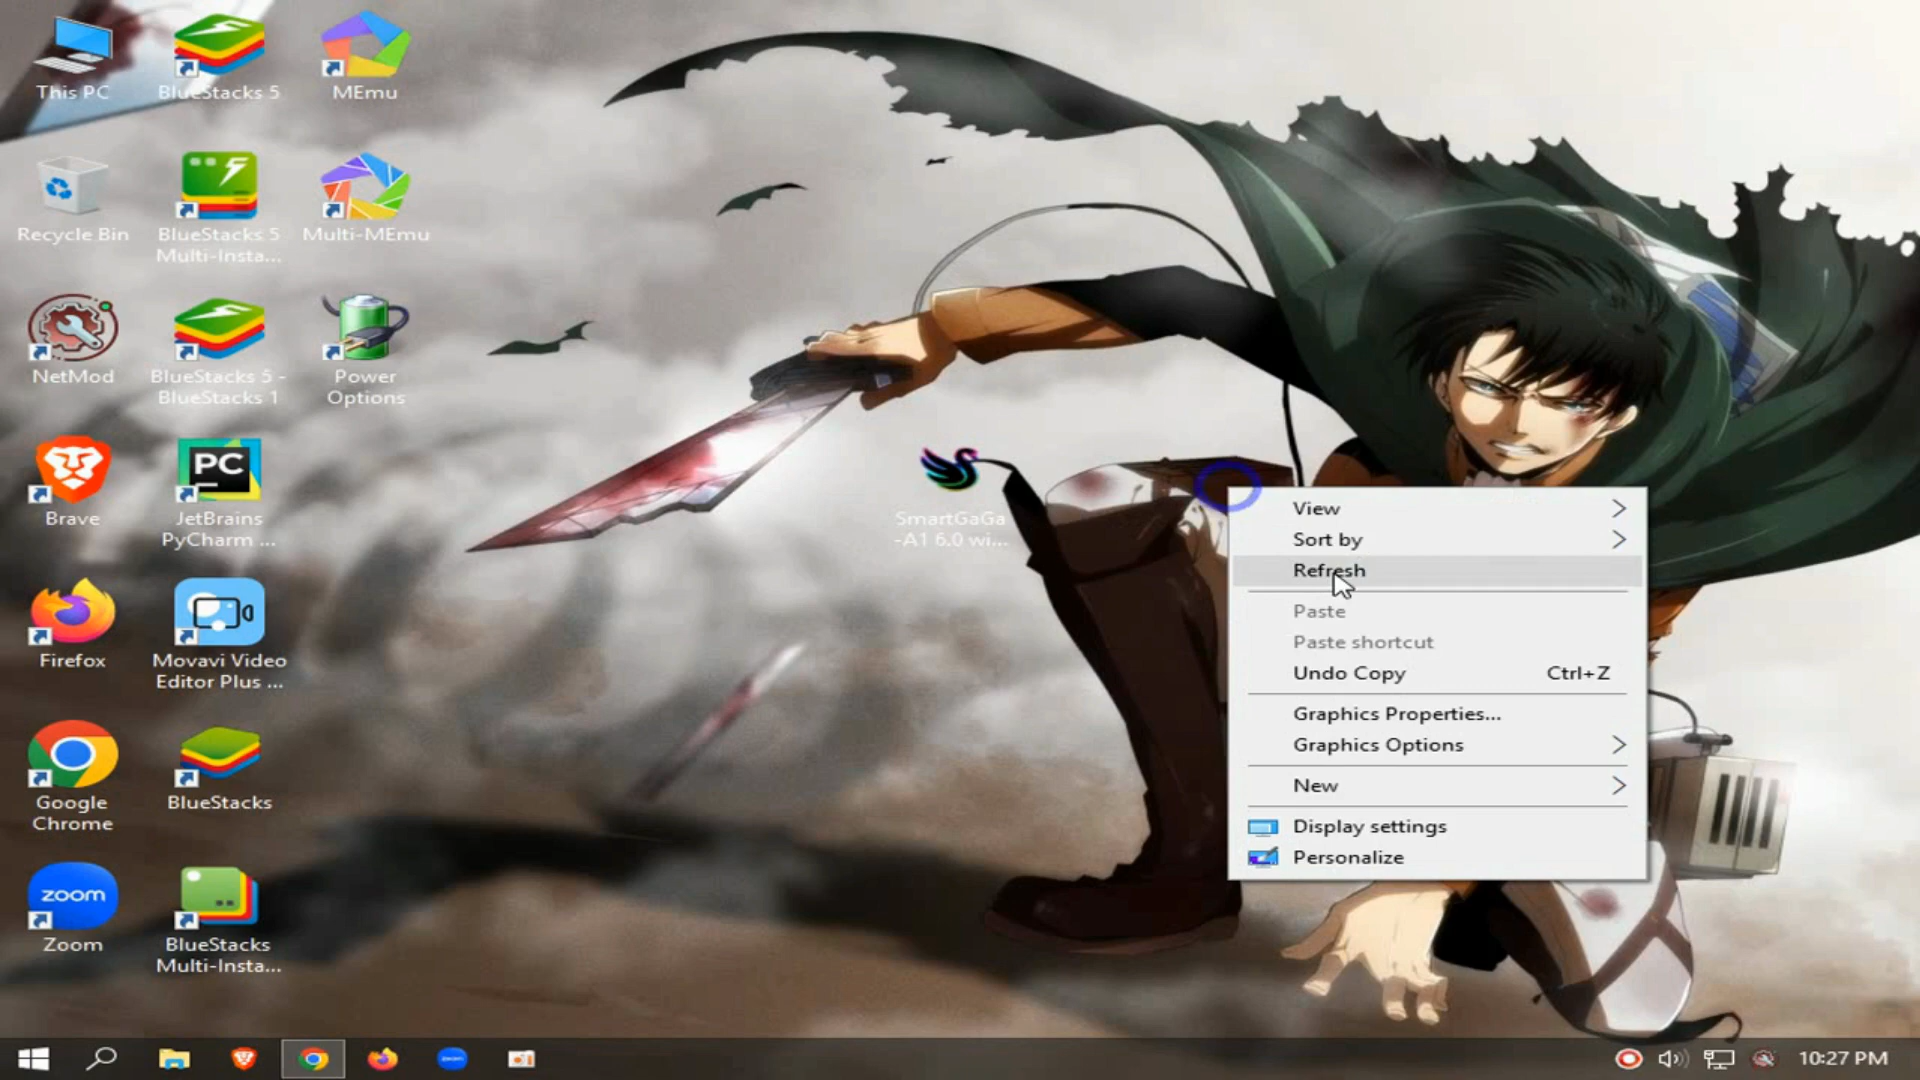 This PC
BlueStacks 5
MEmu
Recycle Bin
BlueStacks 5
Multi-Insta...
Multi-MEmu
NetMod
BlueStacks 5 -
BlueStacks 1
Power
Options
Brave
PC
JetBrains
PyCharm ...
SmartGaGa
-A1 6.0 wi...
Firefox
Movavi Video
Editor Plus ...
Google
Chrome
BlueStacks
zoom
Zoom
BlueStacks
Multi-Insta...
View
Sort by
Refresh
Paste
Paste shortcut
Undo Copy Ctrl+Z
Graphics Properties...
Graphics Options
New
Display settings
Personalize
zoom
10:27 PM